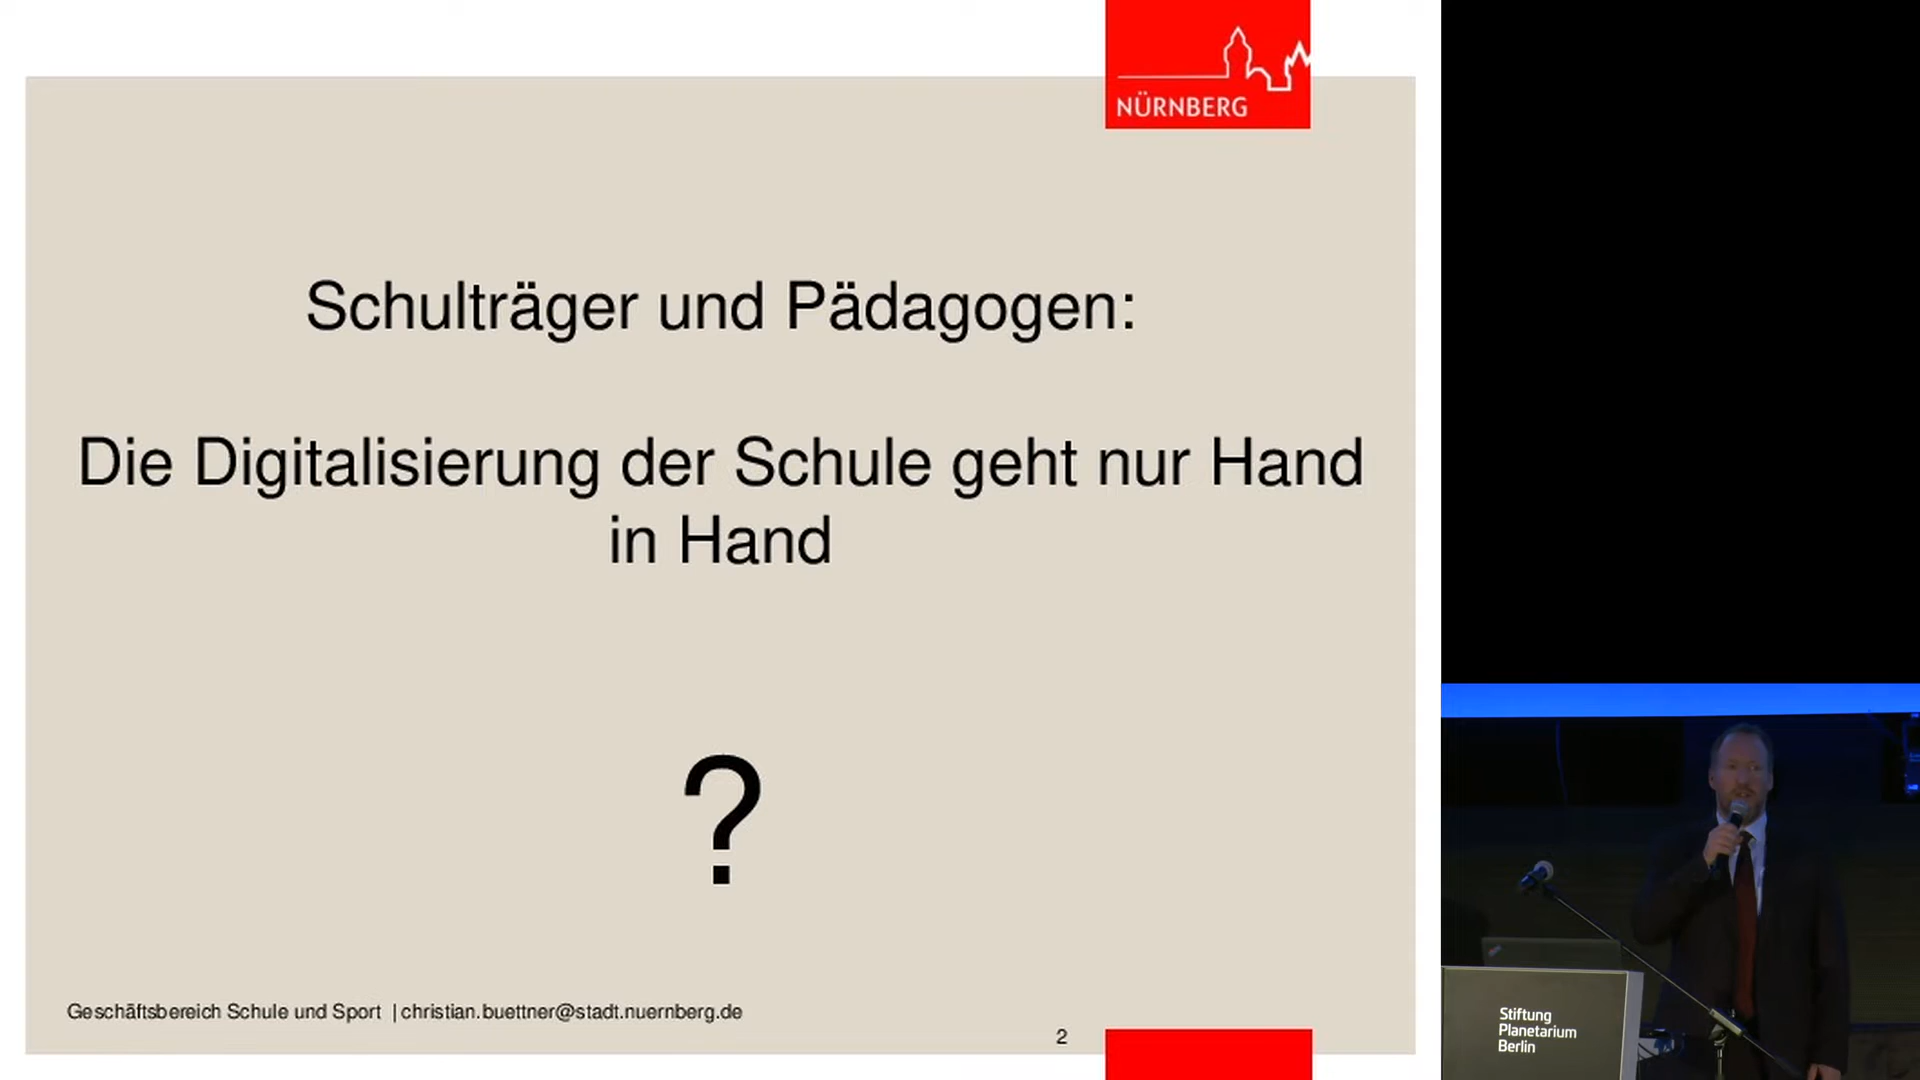 NÜRNBERG
Schulträger und Pädagogen:
Die Digitalisierung der Schule geht nur Hand
in Hand
?
Geschäftsbereich Schule und Sport | christian.buettner@stadt.nuernberg.de
2
Stiftung
Planetarium
Berlin